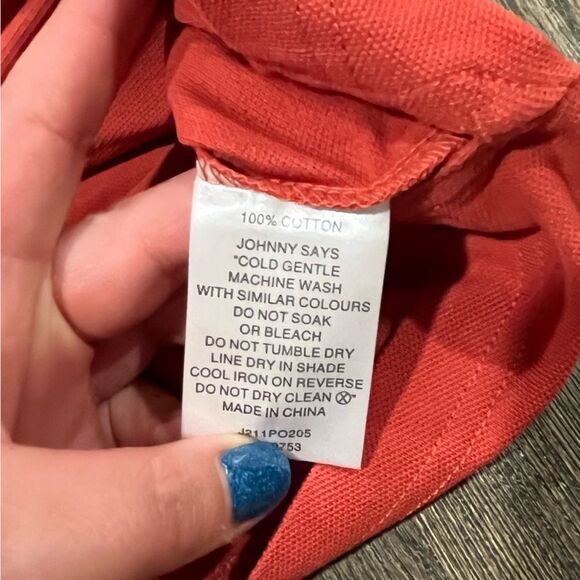 100% COTTON
JOHNNY SAYS
"COLD GENTLE
MACHINE WASH
WITH SIMILAR COLOURS
DO NOT SOAK
OR BLEACH
DO NOT TUMBLE DRY
LINE DRY IN SHADE
COOL IRON ON REVERSE
DO NOT DRY CLEAN Ⓧ"
MADE IN CHINA
J211PO205